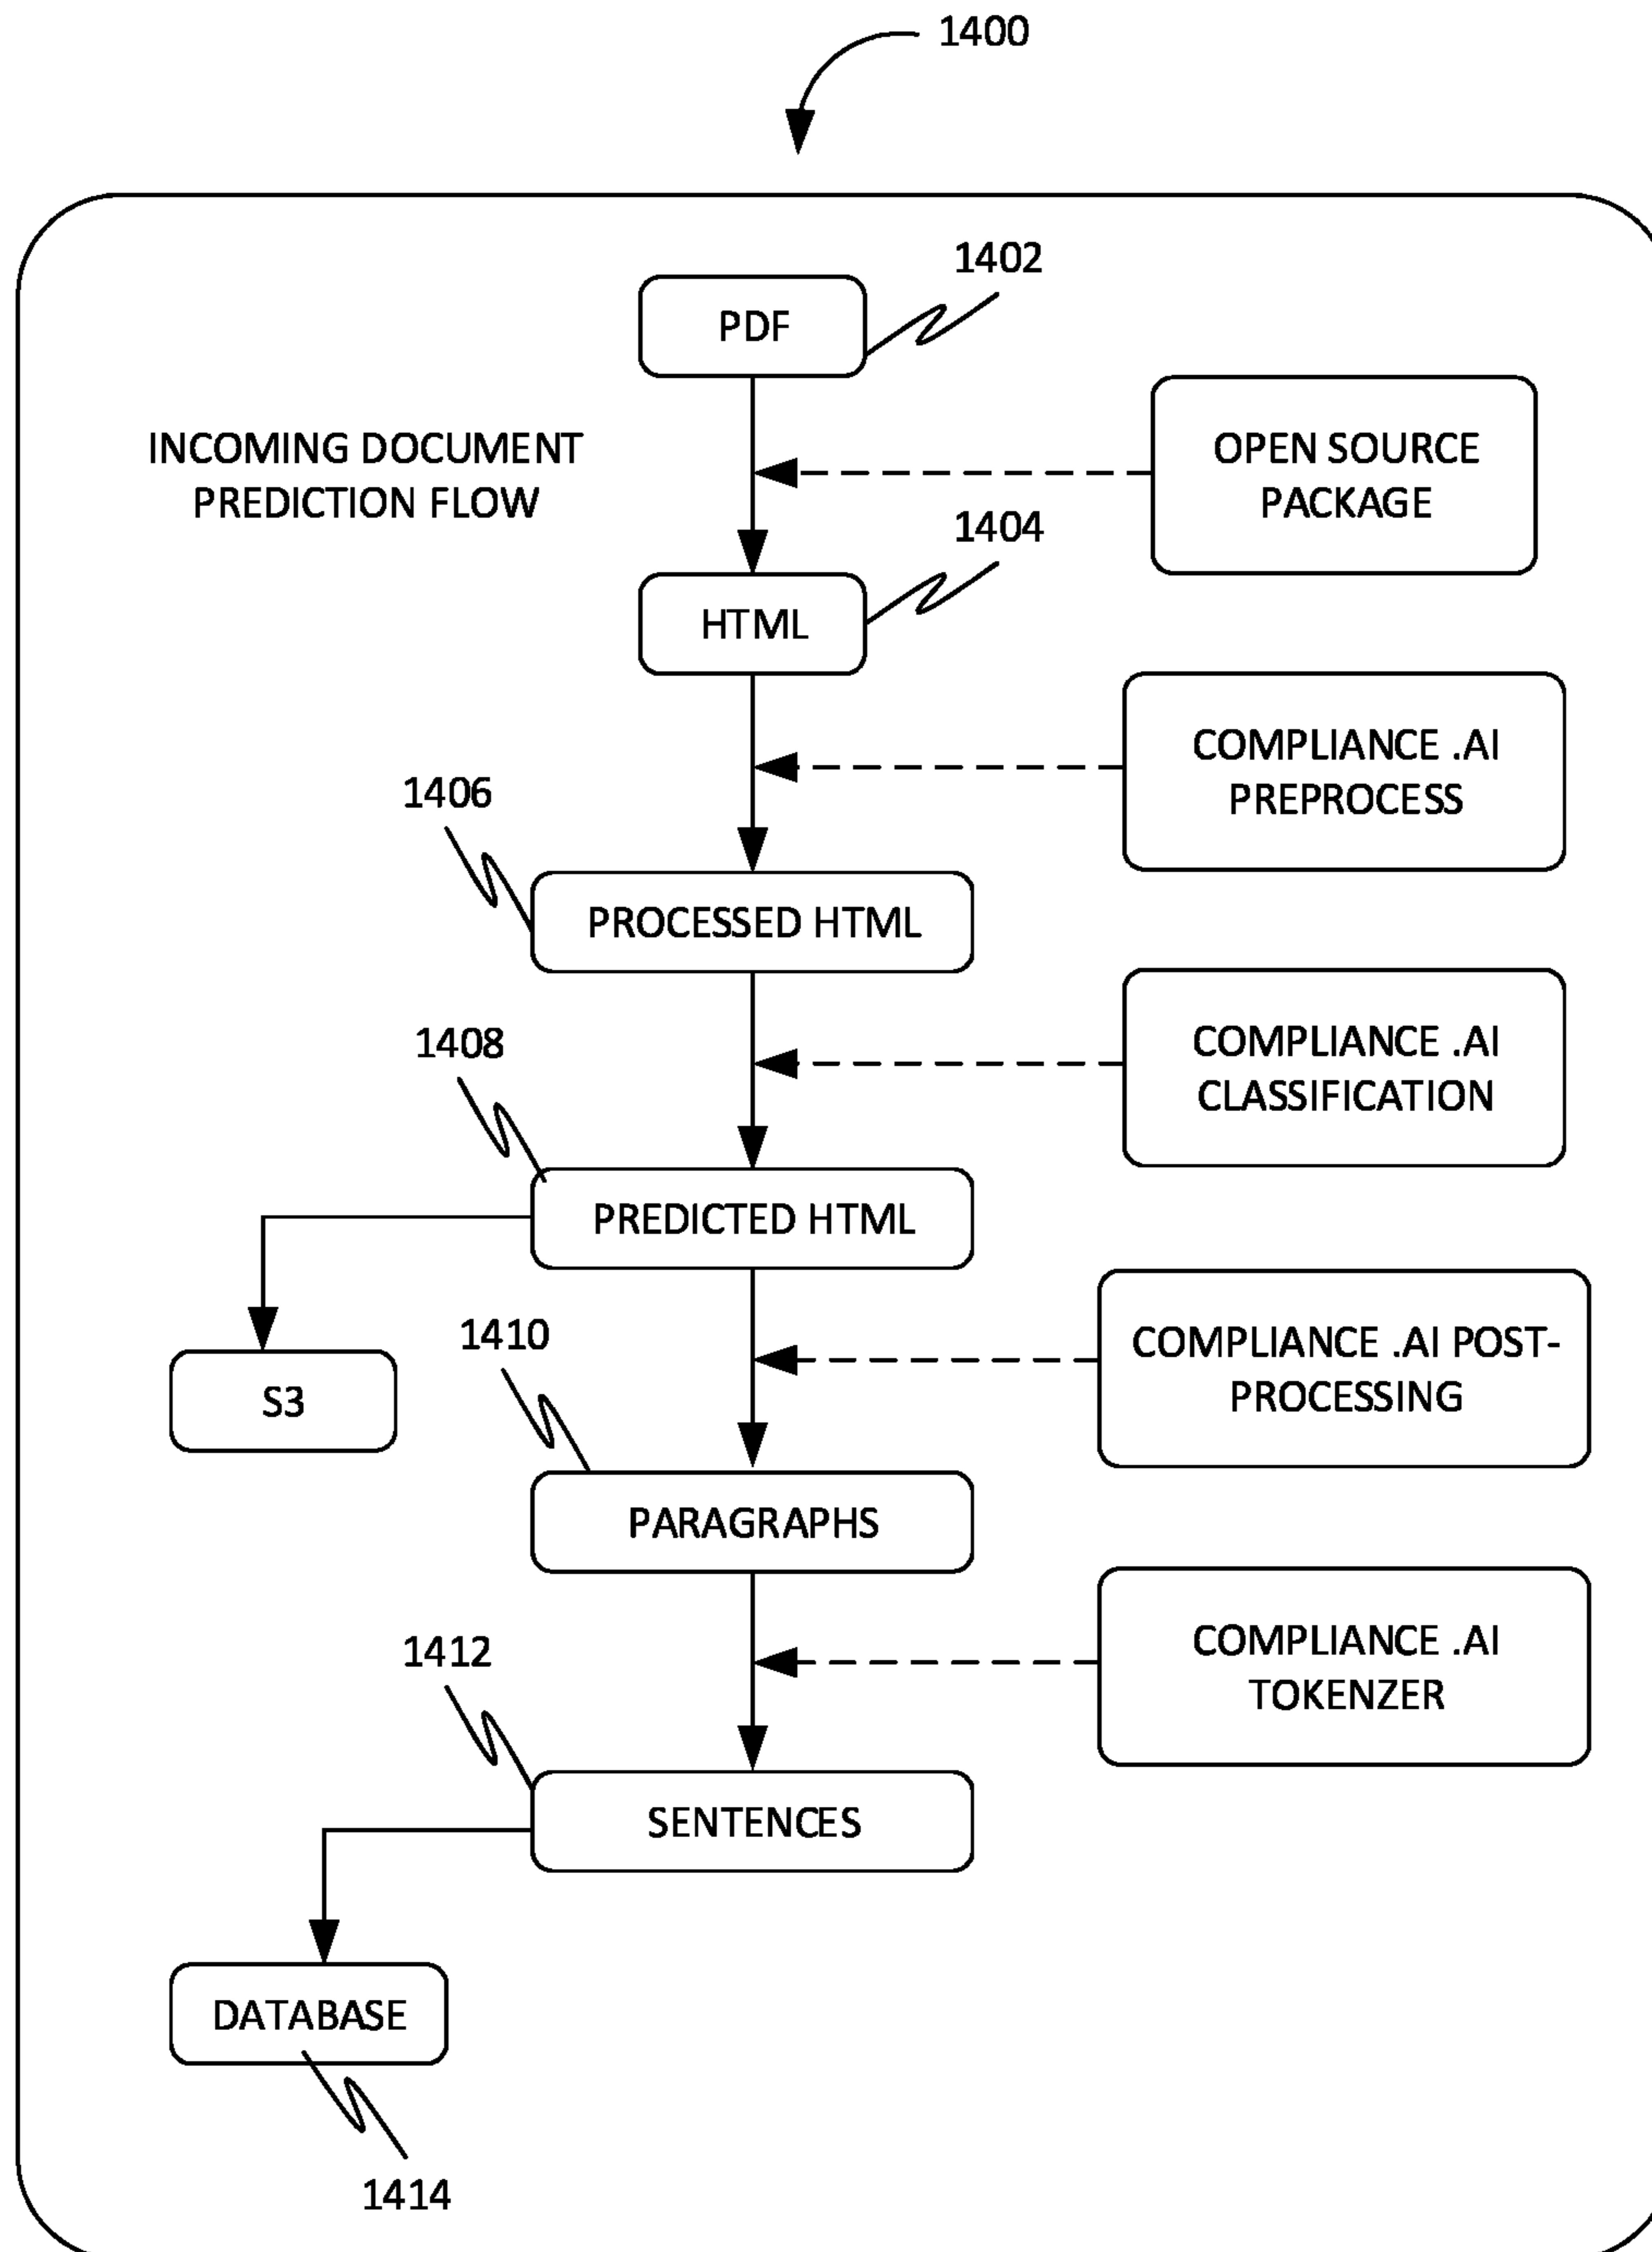 1400
1402
PDF
INCOMING DOCUMENT
PREDICTION FLOW
OPEN SOURCE
PACKAGE
1404
HTML
COMPLIANCE .AI
PREPROCESS
1406
PROCESSED HTML
COMPLIANCE .AI
CLASSIFICATION
1408
PREDICTED HTML
S3
COMPLIANCE .AI POST-
PROCESSING
1410
PARAGRAPHS
COMPLIANCE .AI
TOKENZER
1412
SENTENCES
DATABASE
1414